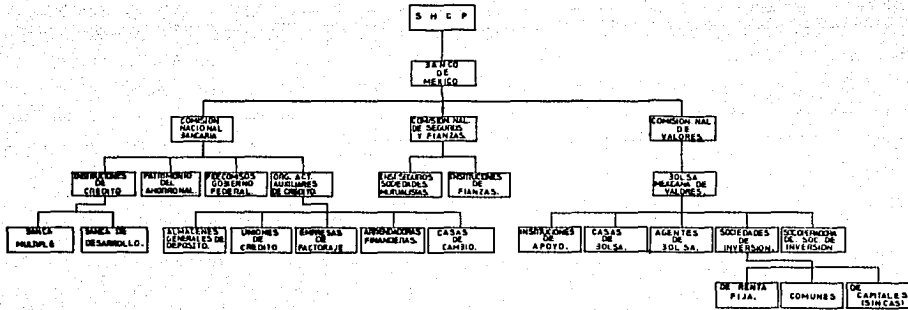 S H C P
BANCO
DE
MEXICO
COMISION
NACIONAL
BANCARIA
COMISION NAL.
DE SEGUROS
Y FIANZAS.
COMISION NAL
DE
VALORES.
INSTITUCIONES
DE
CREDITO
PATRIMONIO
DEL
AHORRO NAL.
FIDEICOMISOS
GOBIERNO
FEDERAL.
ORG. ACT.
AUXILIARES
DE CREDITO.
SEGUROS
SOCIEDADES
MUTUALISTAS.
INSTITUCIONES
DE
FIANZAS.
BOLSA
MEXICANA DE
VALORES.
BANCA
MULTIPLE
BANCA DE
DESARROLLO.
ALMACENES
GENERALES DE
DEPOSITO.
UNIONES
DE
CREDITO
EMPRESAS
DE
FACTORAJE
ARRENDADORAS
FINANCIERAS.
CASAS
DE
CAMBIO.
INSTITUCIONES
DE
APOYO.
CASAS
DE
BOLSA.
AGENTES
DE
BOLSA.
SOCIEDADES
DE
INVERSION.
DE SOC DE
INVERSION
DE RENTA
FIJA.
COMUNES
DE
CAPITALES
(SINCAS)